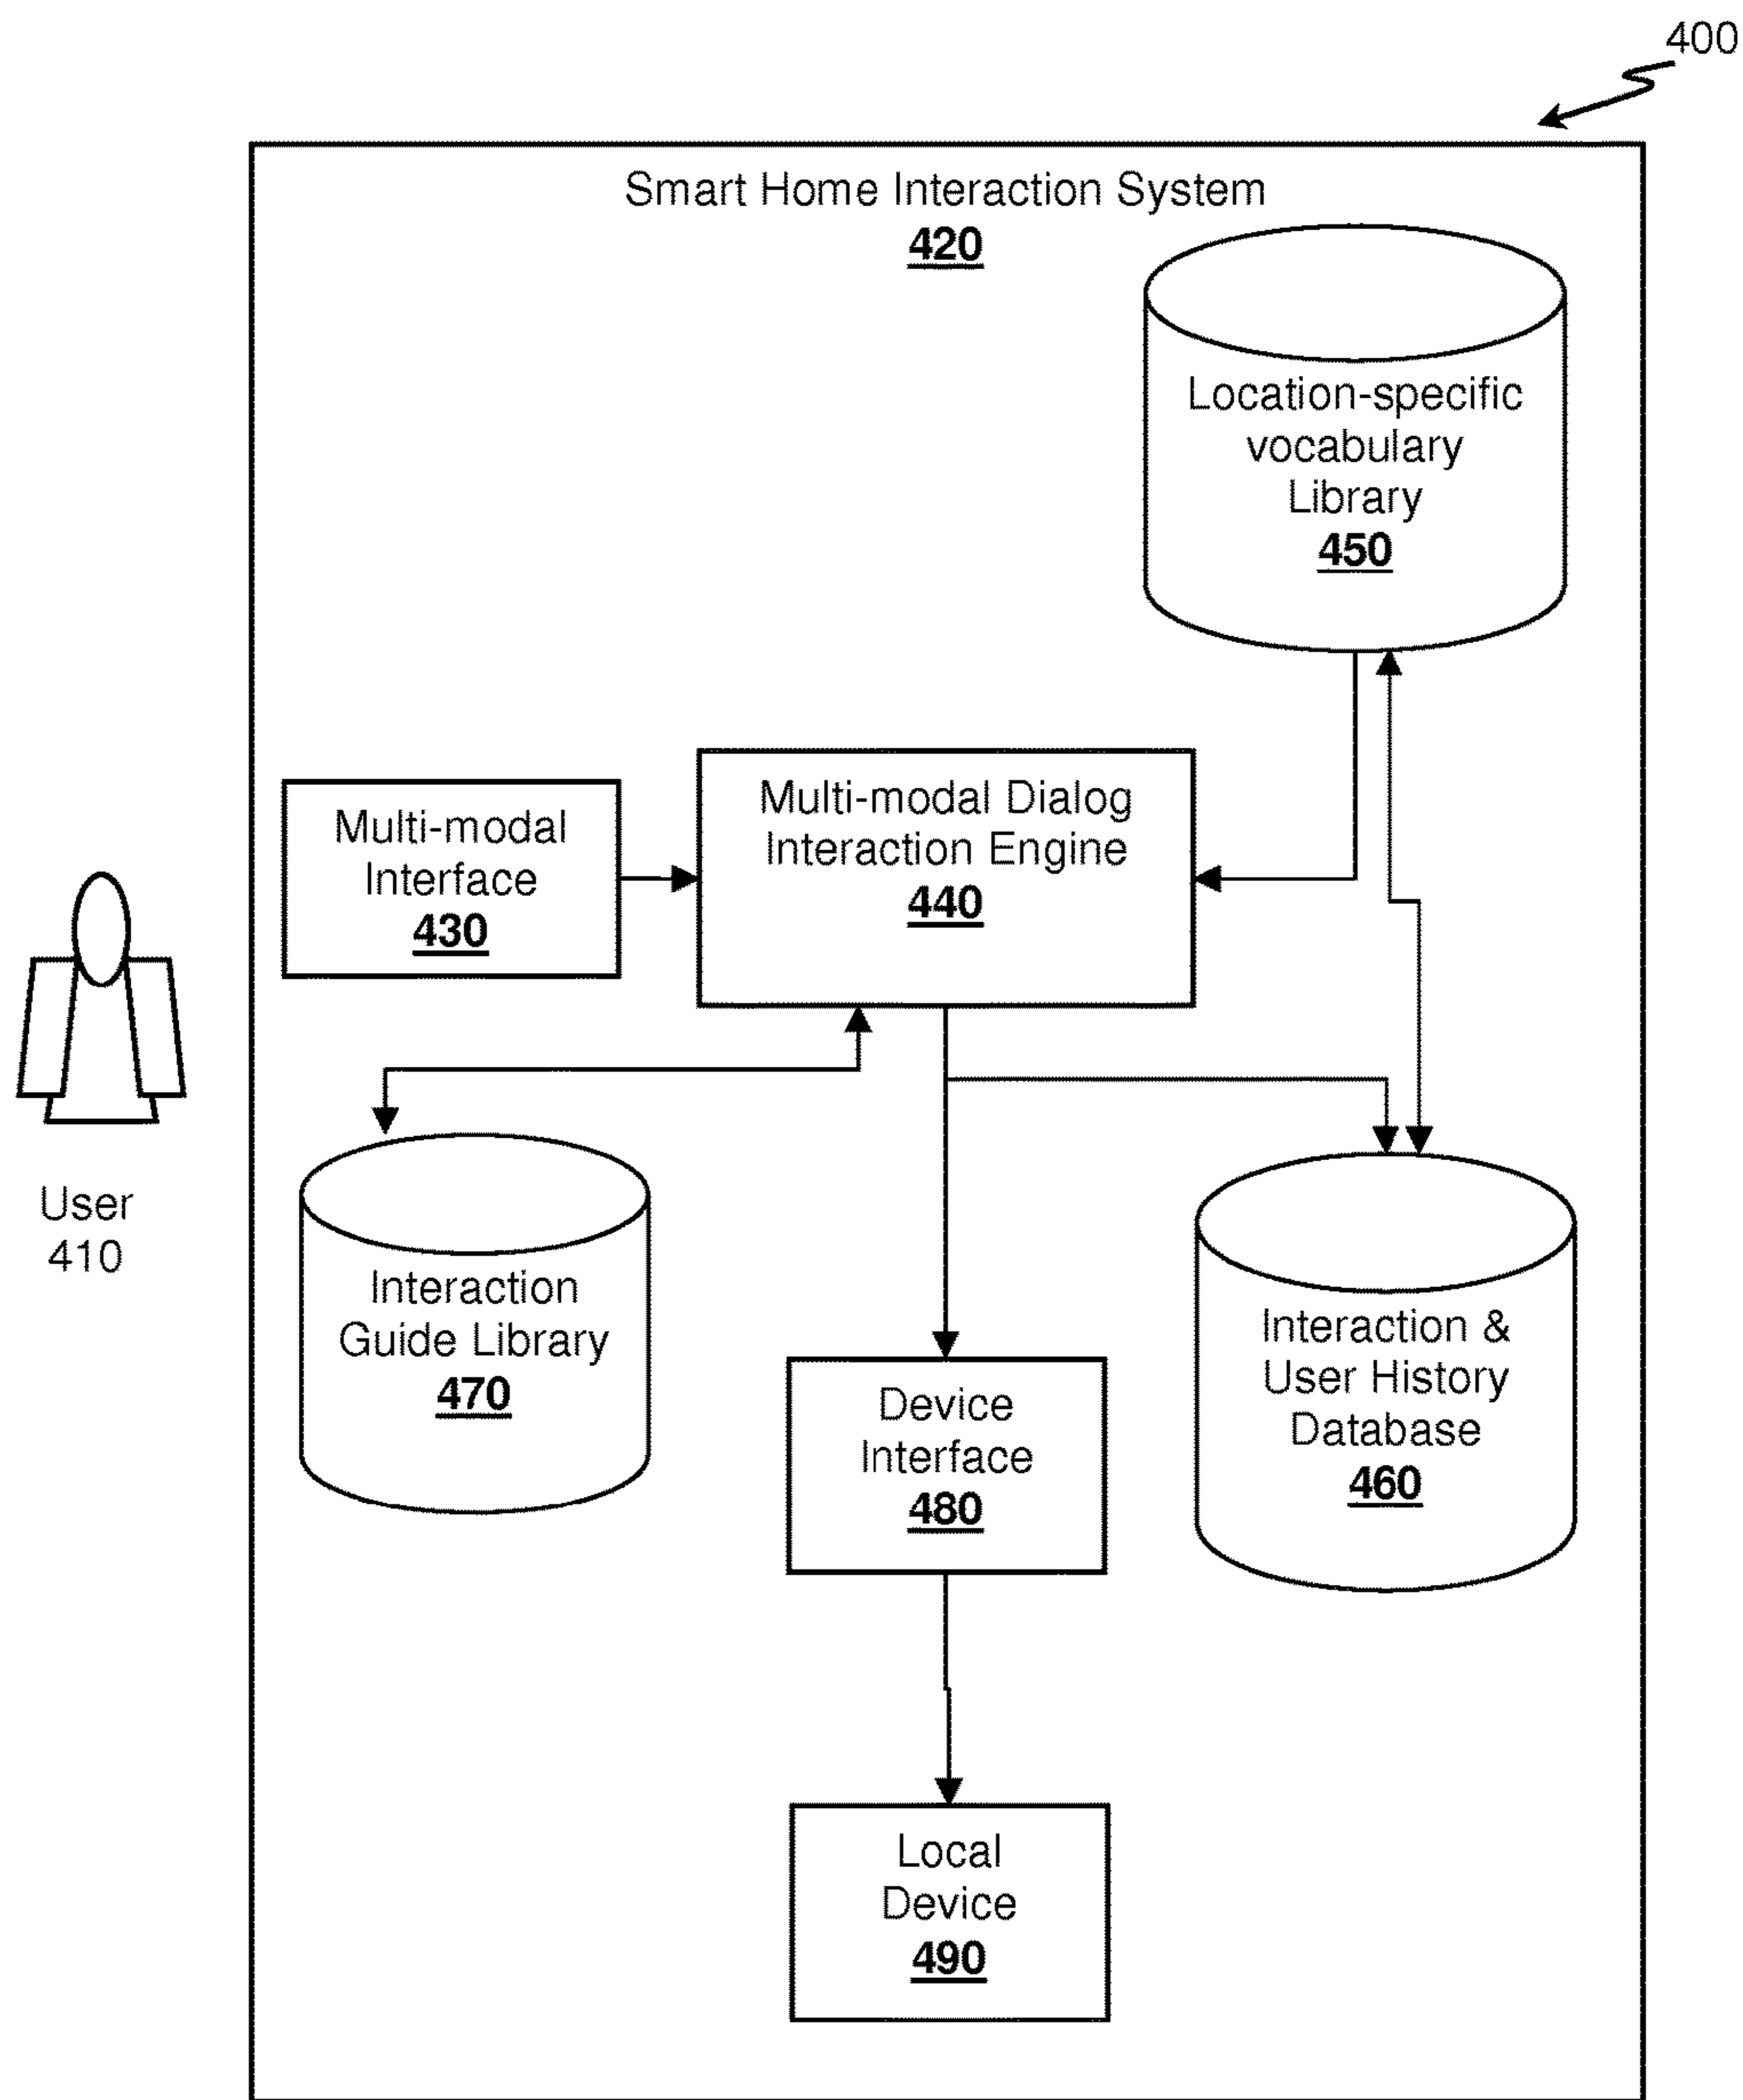 400
Smart Home Interaction System
420
Location-specific
vocabulary
Library
450
Multi-modal
Interface
430
Multi-modal Dialog
Interaction Engine
440
User
410
Interaction
Guide Library
470
Device
Interface
480
Interaction &
User History
Database
460
Local
Device
490